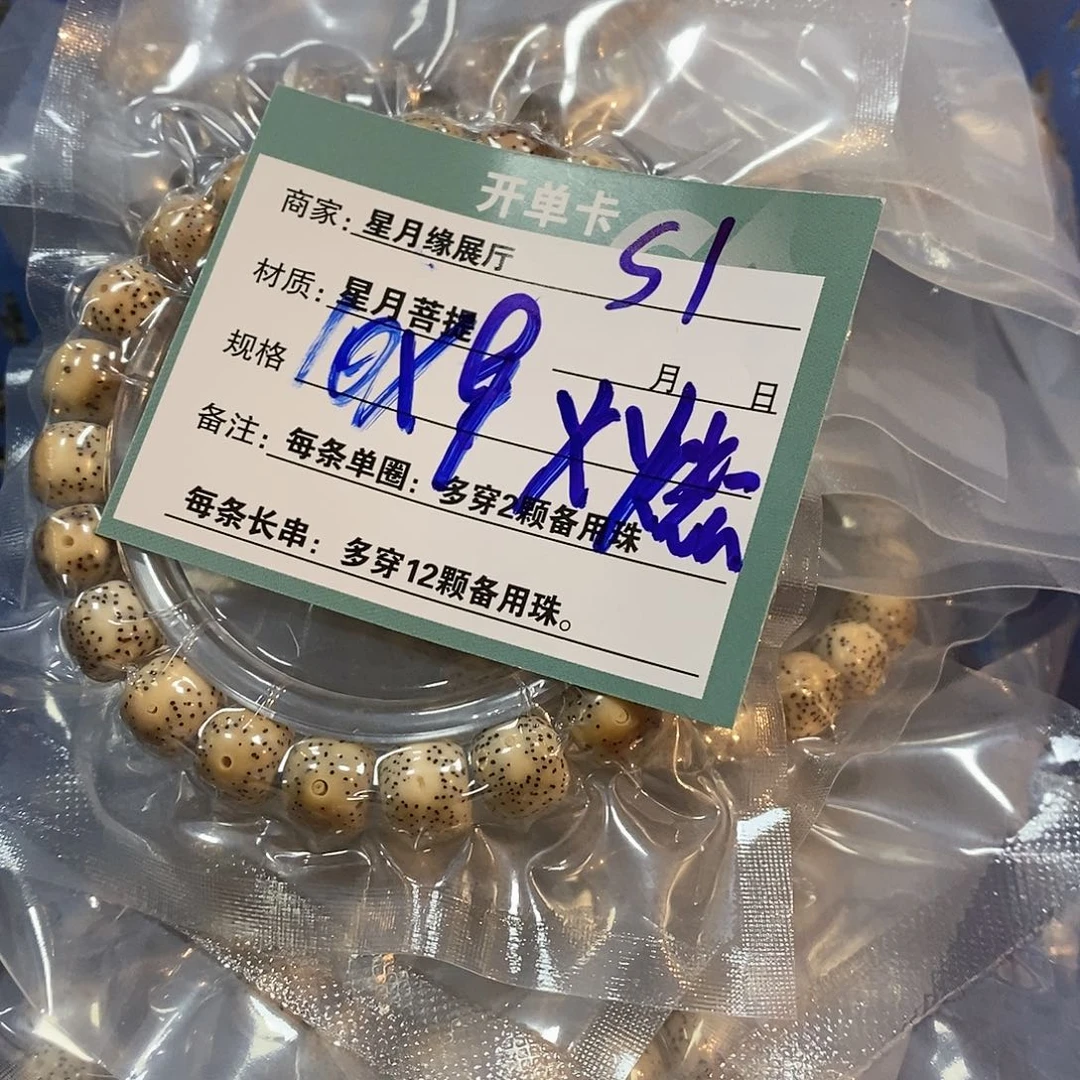 开单卡
商家：星月缘展厅 S1
材质：星月菩提
月 日
规格 10X9
备注：每条单圈：多穿2颗备用珠
每条长串：多穿12颗备用珠。